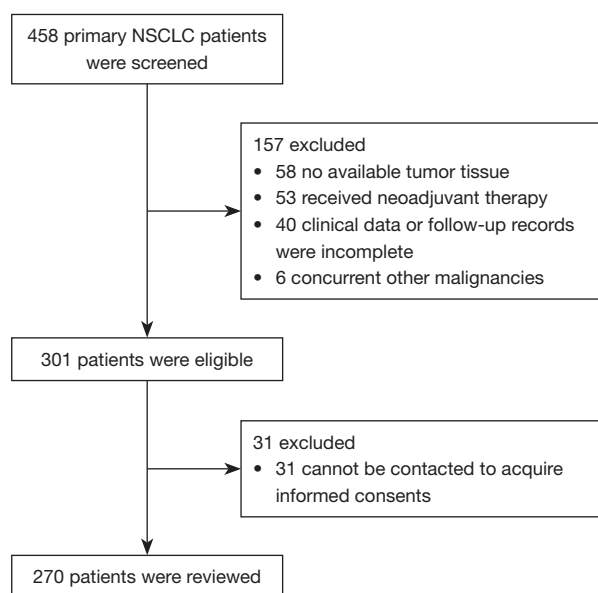 458 primary NSCLC patients
were screened
157 excluded
• 58 no available tumor tissue
• 53 received neoadjuvant therapy
• 40 clinical data or follow-up records
were incomplete
• 6 concurrent other malignancies
301 patients were eligible
31 excluded
• 31 cannot be contacted to acquire
informed consents
270 patients were reviewed